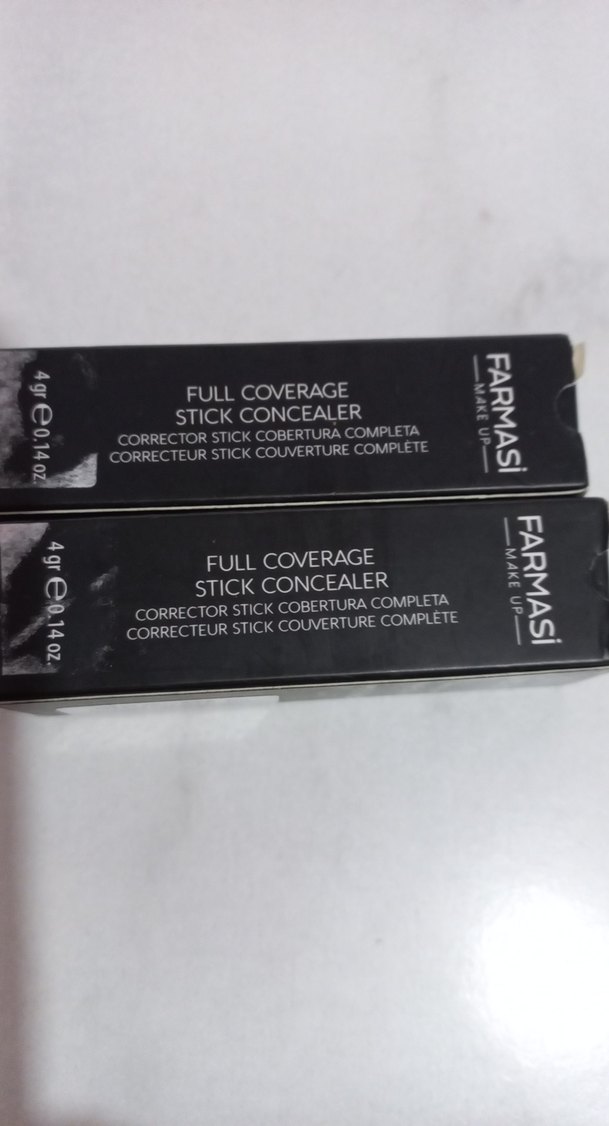 FARMASi
MAKE UP
FULL COVERAGE
STICK CONCEALER
CORRECTOR STICK COBERTURA COMPLETA
CORRECTEUR STICK COUVERTURE COMPLÈTE
4 gr e 0.14 oz.
FARMASi
MAKE UP
FULL COVERAGE
STICK CONCEALER
CORRECTOR STICK COBERTURA COMPLETA
CORRECTEUR STICK COUVERTURE COMPLÈTE
4 gr e 0.14 oz.